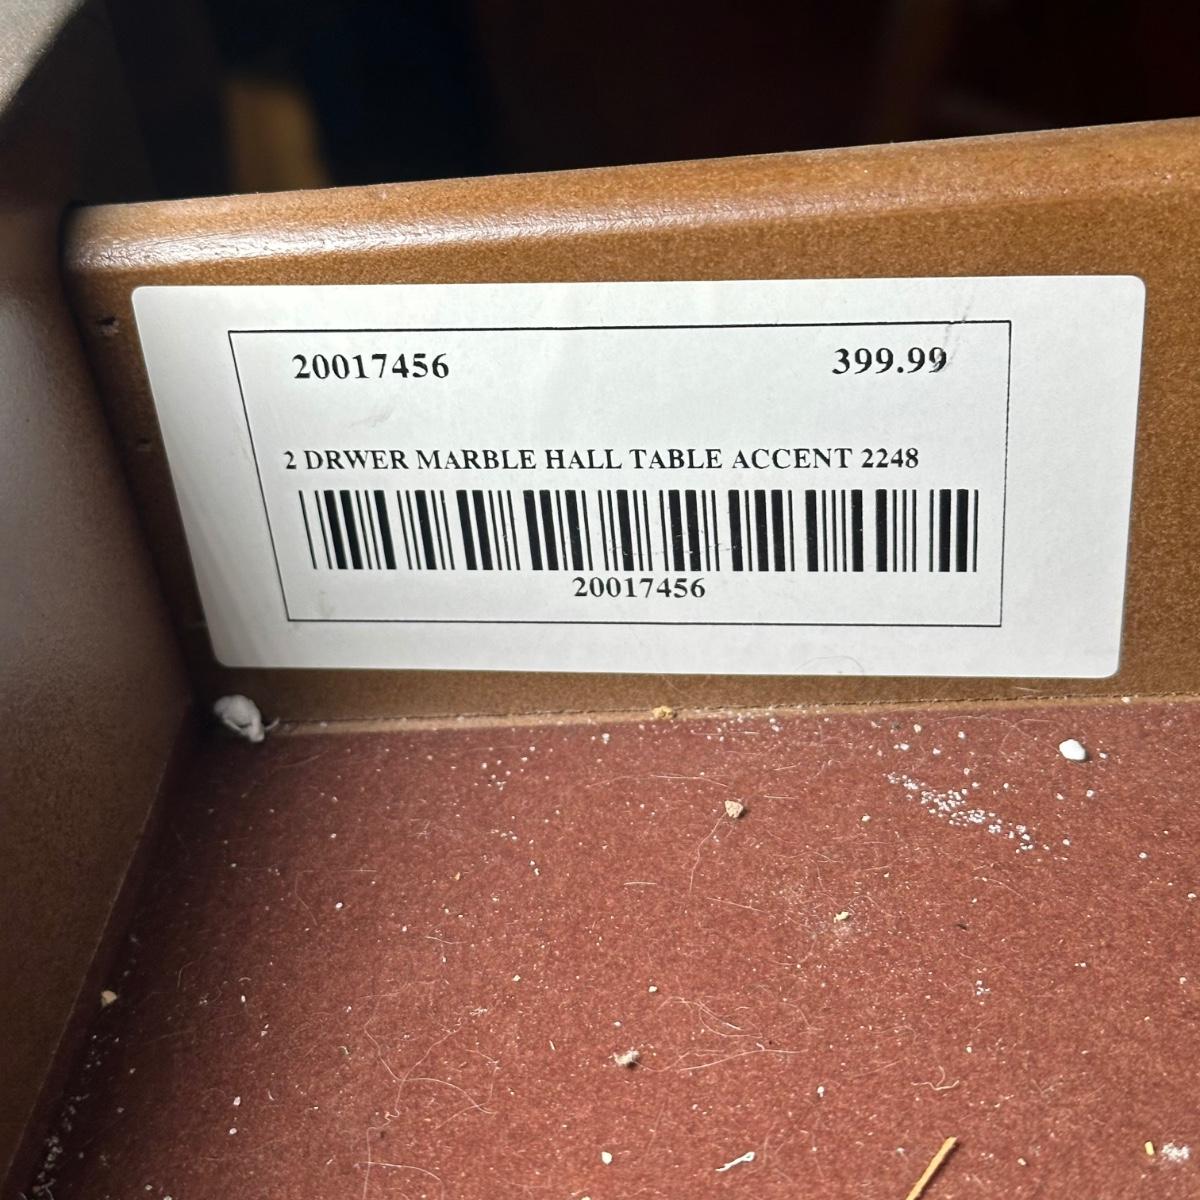 20017456 399.99
2 DRWER MARBLE HALL TABLE ACCENT 2248
20017456